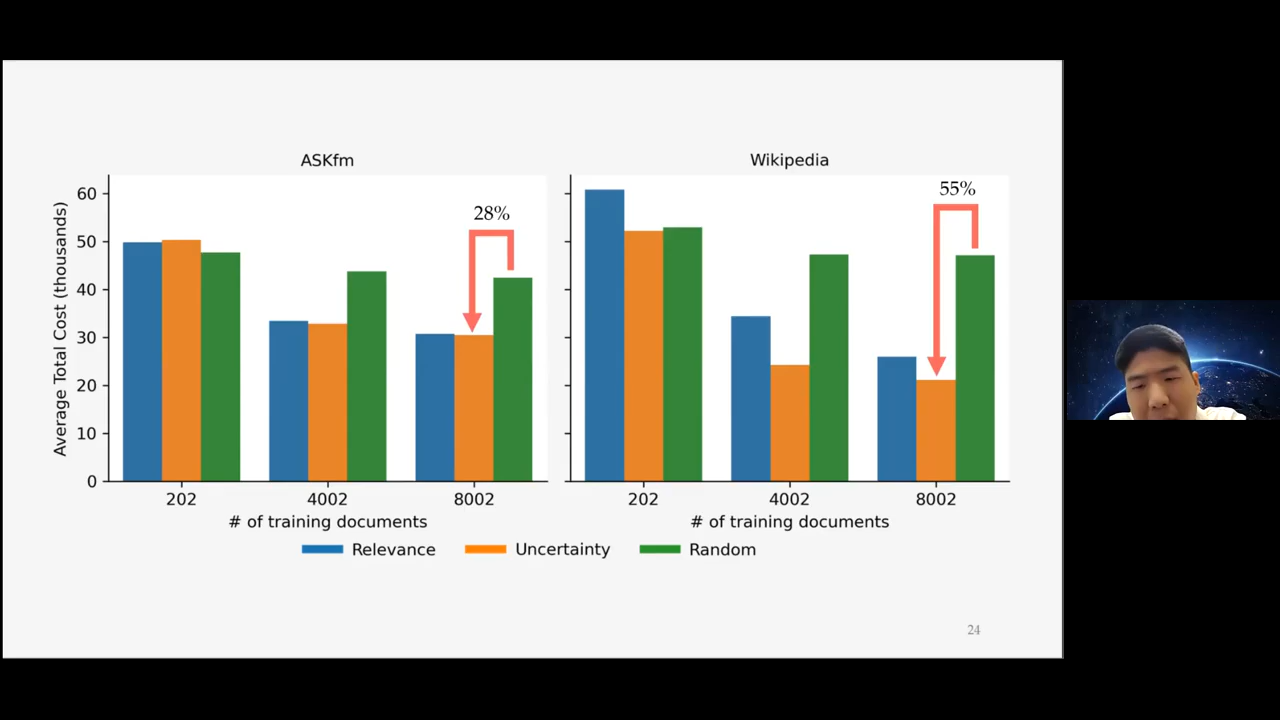 ASKfm
Wikipedia
Average Total Cost (thousands)
60
50
40
30
20
10
0
28%
55%
202
4002
8002
202
4002
8002
# of training documents
# of training documents
Relevance
Uncertainty
Random
24